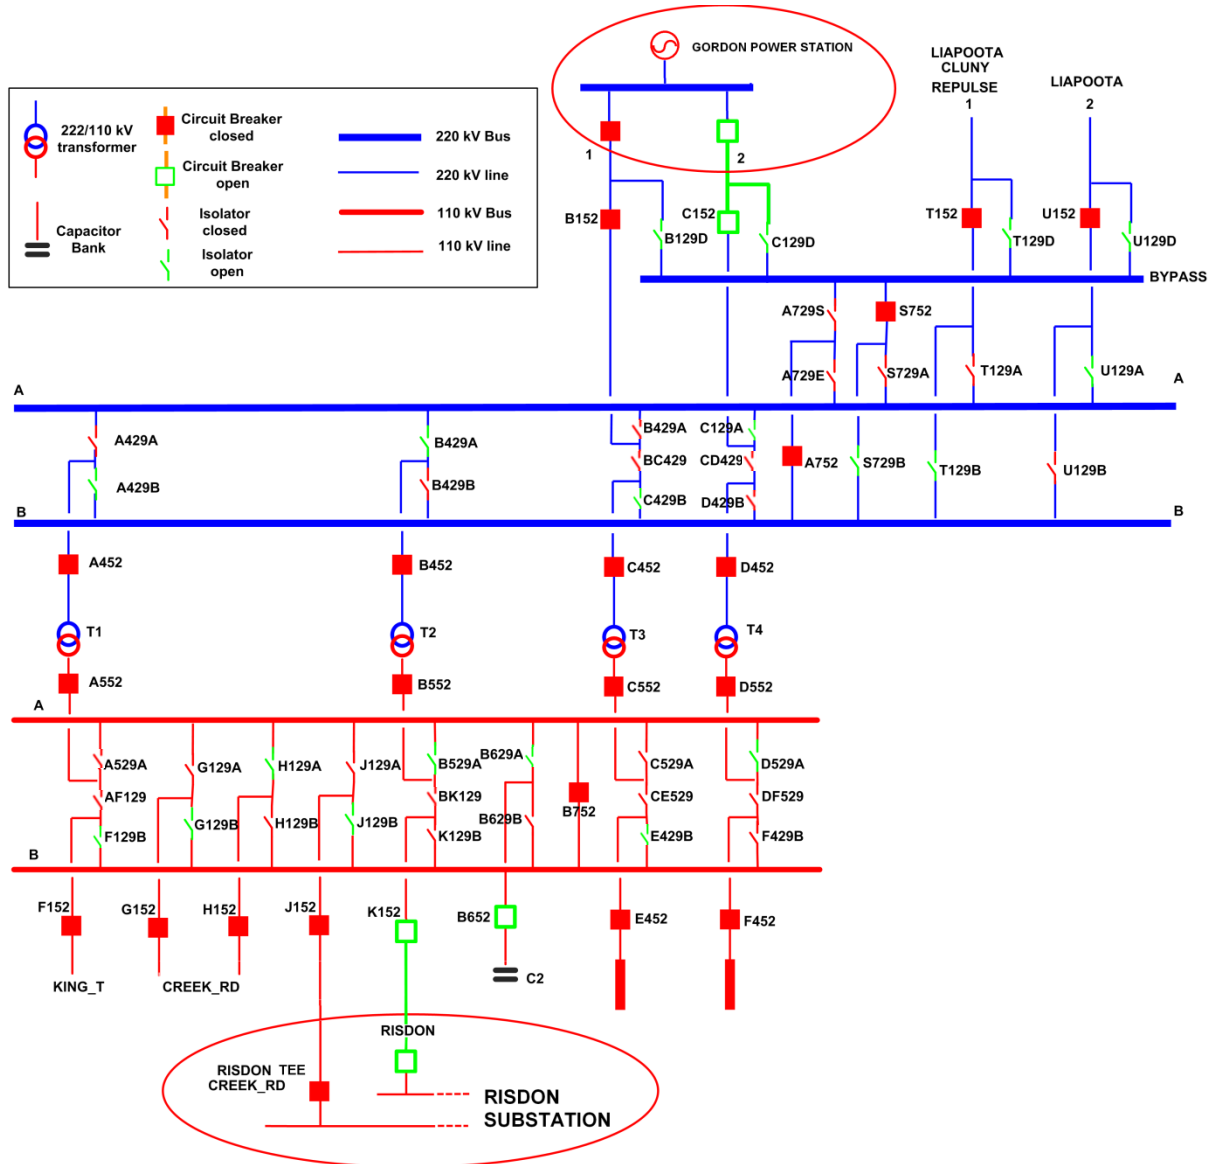 GORDON POWER STATION
LIAPOOTA
CLUNY
REPULSE
1
LIAPOOTA
2
222/110 kV
transformer
Circuit Breaker
closed
220 kV Bus
Circuit Breaker
open
220 kV line
Capacitor
Bank
Isolator
closed
110 kV Bus
Isolator
open
110 kV line
1
2
B152
C152
T152
U152
B129D
C129D
T129D
U129D
BYPASS
A729S
S752
A729E
S729A
T129A
U129A
A
A
A429A
B429A
B429A
C129A
A429B
B429B
BC429
CD429
A752
S729B
T129B
U129B
C429B
D429B
B
B
A452
B452
C452
D452
T1
T2
T3
T4
A552
B552
C552
D552
A
A529A
G129A
H129A
J129A
B529A
B629A
C529A
D529A
AF129
BK129
B752
CE529
DF529
F129B
G129B
H129B
J129B
K129B
B629B
E429B
F429B
B
F152
G152
H152
J152
K152
B652
E452
F452
KING_T
CREEK_RD
C2
RISDON
RISDON TEE
CREEK_RD
RISDON
SUBSTATION